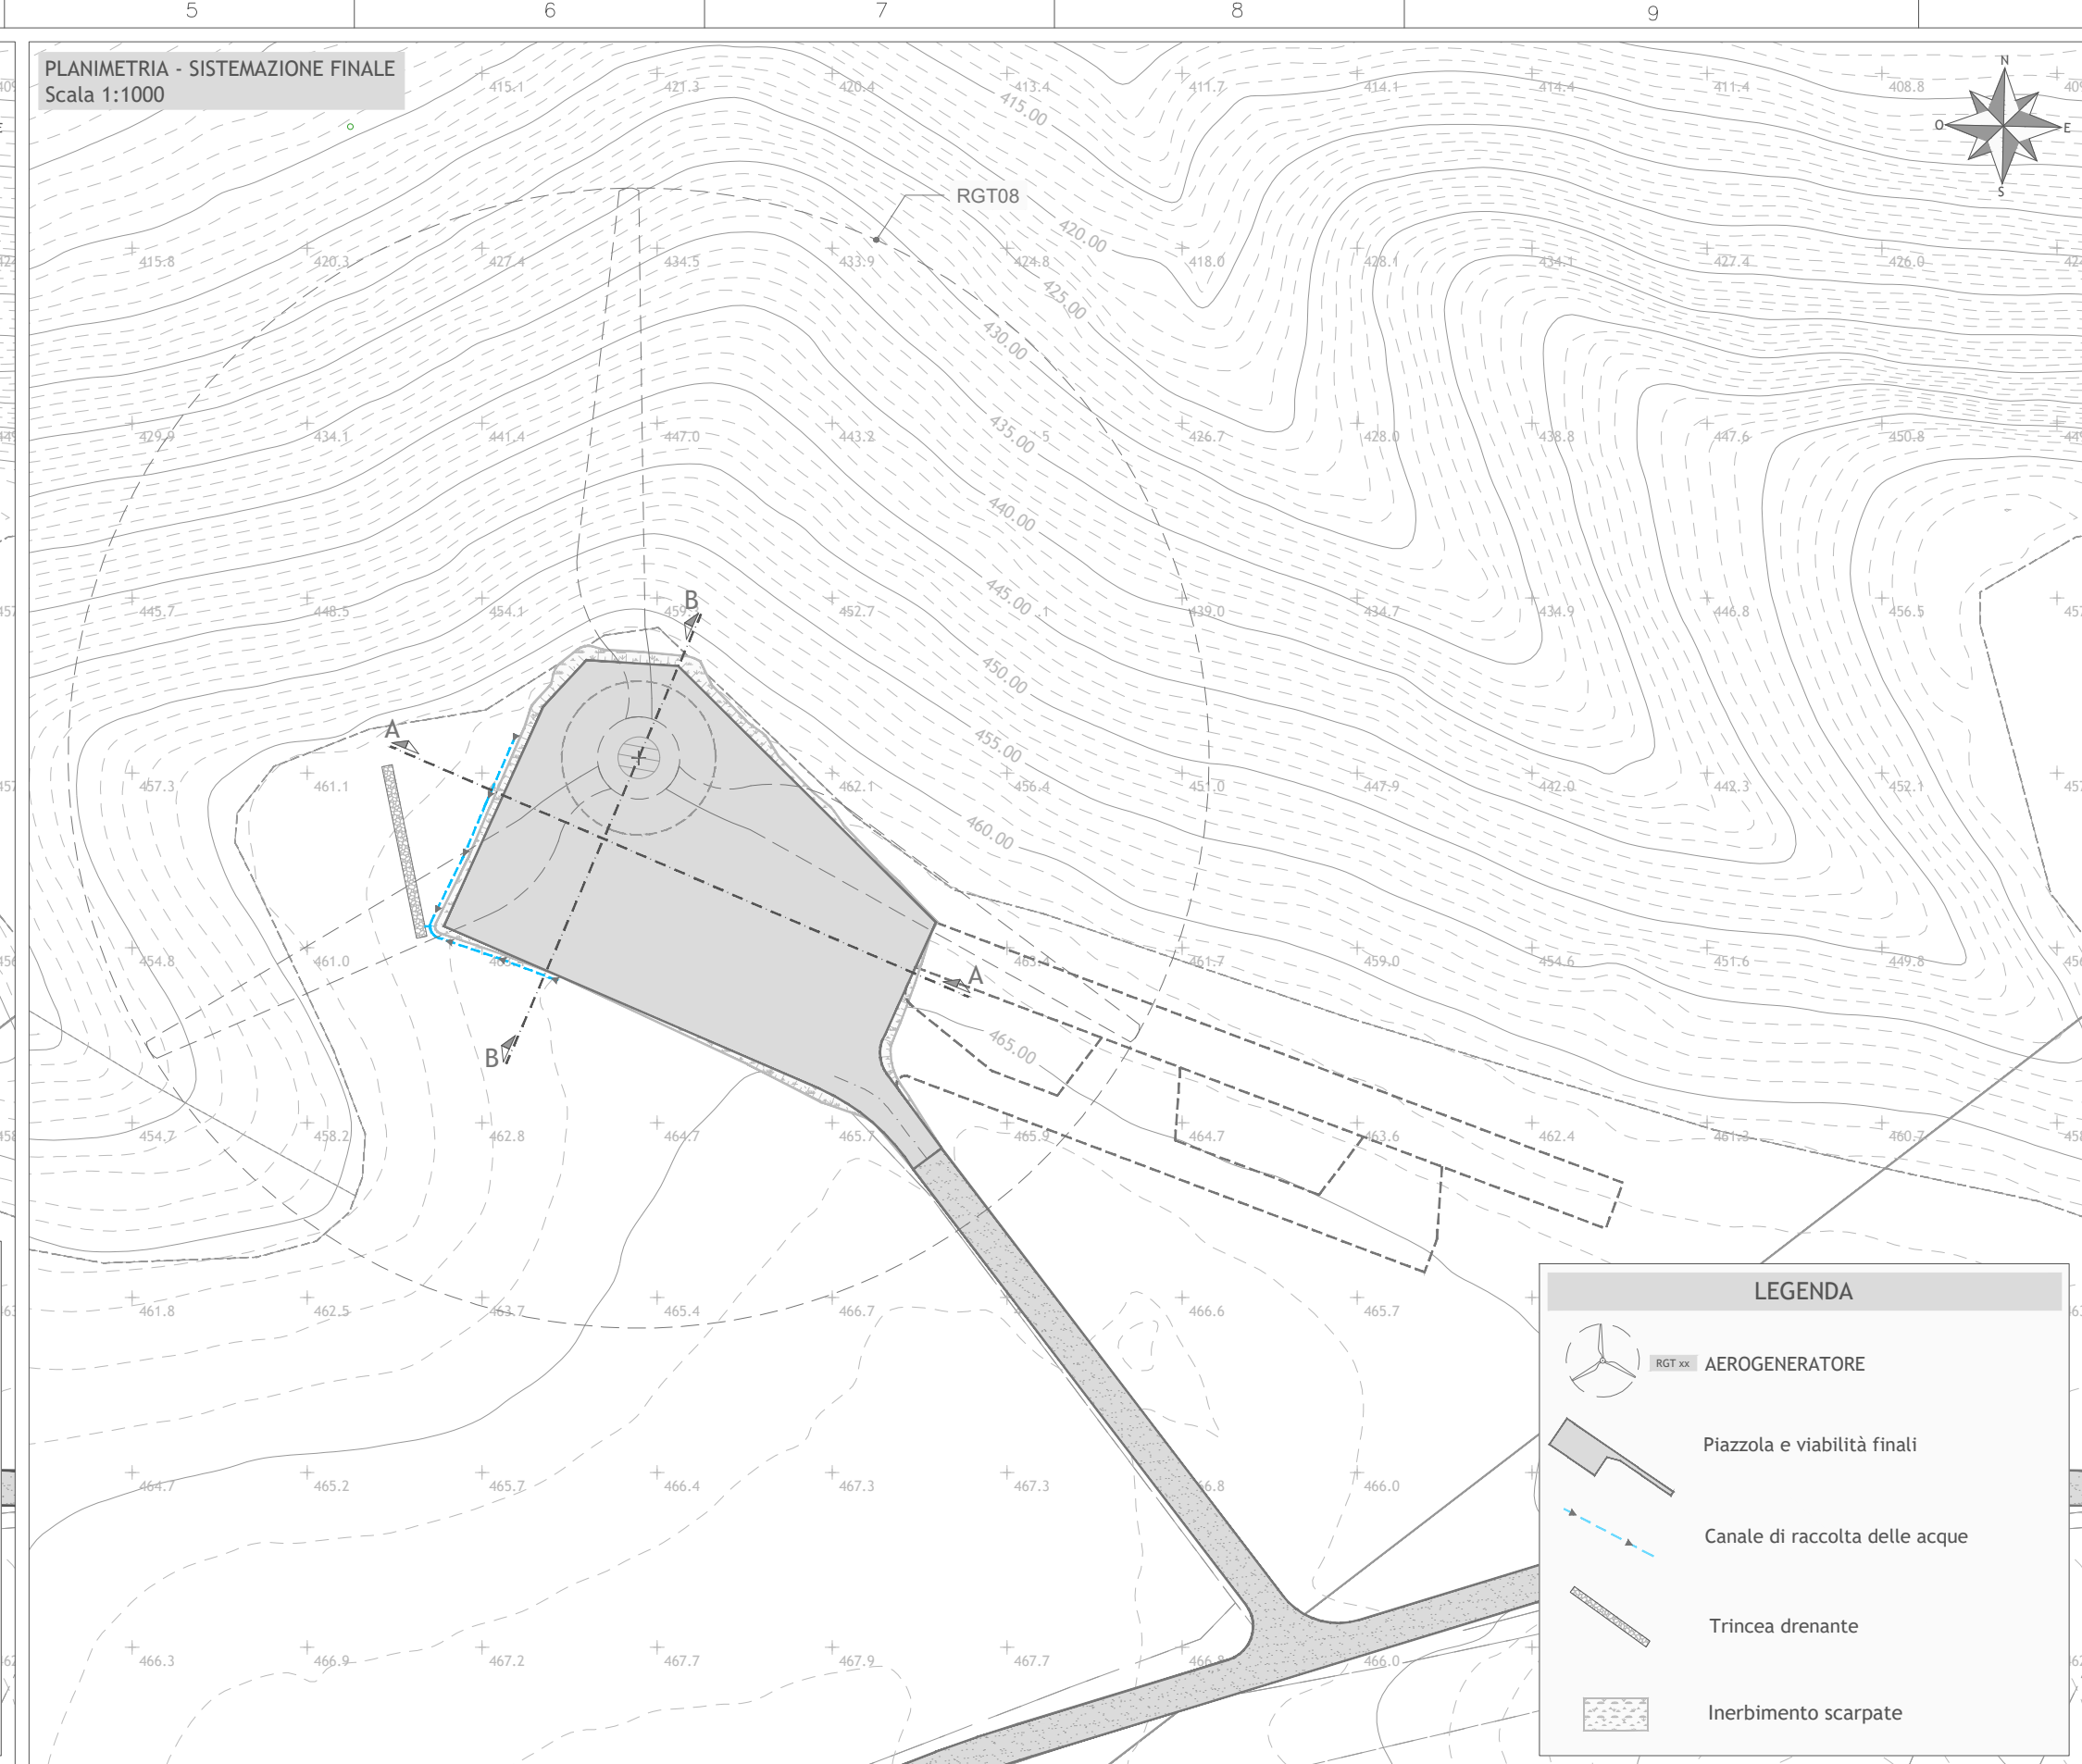 5 6 7 8 9
PLANIMETRIA - SISTEMAZIONE FINALE
Scala 1:1000
N
O E
S
415.1 421.3 420.4 413.4 411.7 414.1 414.4 411.4 408.8
415.00
RGT08
420.00
415.8 420.3 427.4 434.5 433.9 424.8 418.0 428.1 434.1 427.4 426.0
425.00
430.00
429.9 434.1 441.4 447.0 443.2 426.7 428.0 438.8 447.6 450.8
435.00
440.00
445.00
445.7 448.5 454.1 452.7 439.0 434.7 434.9 446.8 456.5
B
450.00
A
455.00
457.3 461.1 462.1 456.4 451.0 447.9 442.0 442.3 452.1
460.00
454.8 461.0 461.7 459.0 454.6 451.6 449.8
A
B
465.00
454.7 458.2 462.8 464.7 465.7 465.9 464.7 463.6 462.4 461.3 460.7
461.8 462.5 463.7 465.4 466.7 466.6 465.7
464.7 465.2 465.7 466.4 467.3 467.3 466.0
466.3 466.9 467.2 467.7 467.9 467.7 466.8 466.0
LEGENDA
RGT xx AEROGENERATORE
Piazzola e viabilità finali
Canale di raccolta delle acque
Trincea drenante
Inerbimento scarpate